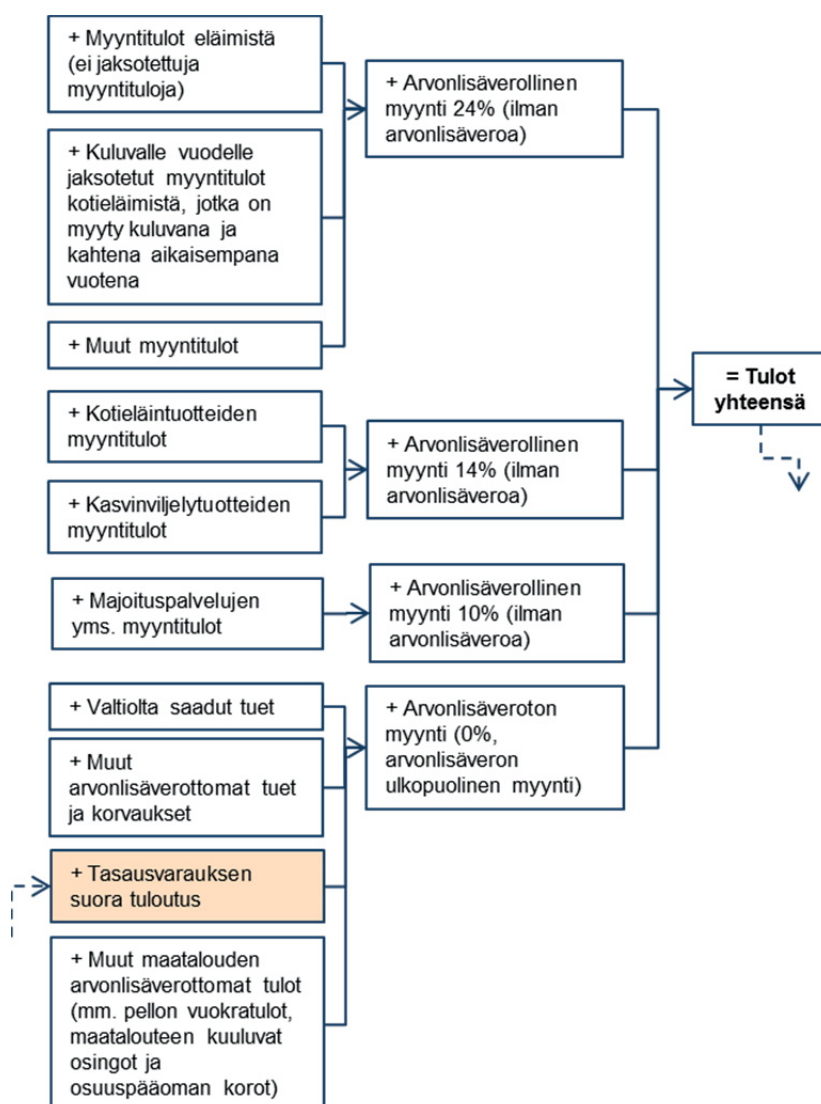 + Myyntitulot eläimistä
(ei jaksotettuja
myyntituloja)
+ Kuluvalle vuodelle
jaksotetut myyntitulot
kotieläimistä, jotka on
myyty kuluvana ja
kahtena aikaisempana
vuotena
+ Muut myyntitulot
+ Arvonlisäverollinen
myynti 24% (ilman
arvonlisäveroa)
+ Kotieläintuotteiden
myyntitulot
+ Kasvinviljelytuotteiden
myyntitulot
+ Arvonlisäverollinen
myynti 14% (ilman
arvonlisäveroa)
+ Majoituspalvelujen
yms. myyntitulot
+ Arvonlisäverollinen
myynti 10% (ilman
arvonlisäveroa)
+ Valtiolta saadut tuet
+ Muut
arvonlisäverottomat tuet
ja korvaukset
+ Tasausvarauksen
suora tuloutus
+ Muut maatalouden
arvonlisäverottomat tulot
(mm. pellon vuokratulot,
maatalouteen kuuluvat
osingot ja
osuuspääoman korot)
+ Arvonlisäveroton
myynti (0%,
arvonlisäveron
ulkopuolinen myynti)
= Tulot
yhteensä